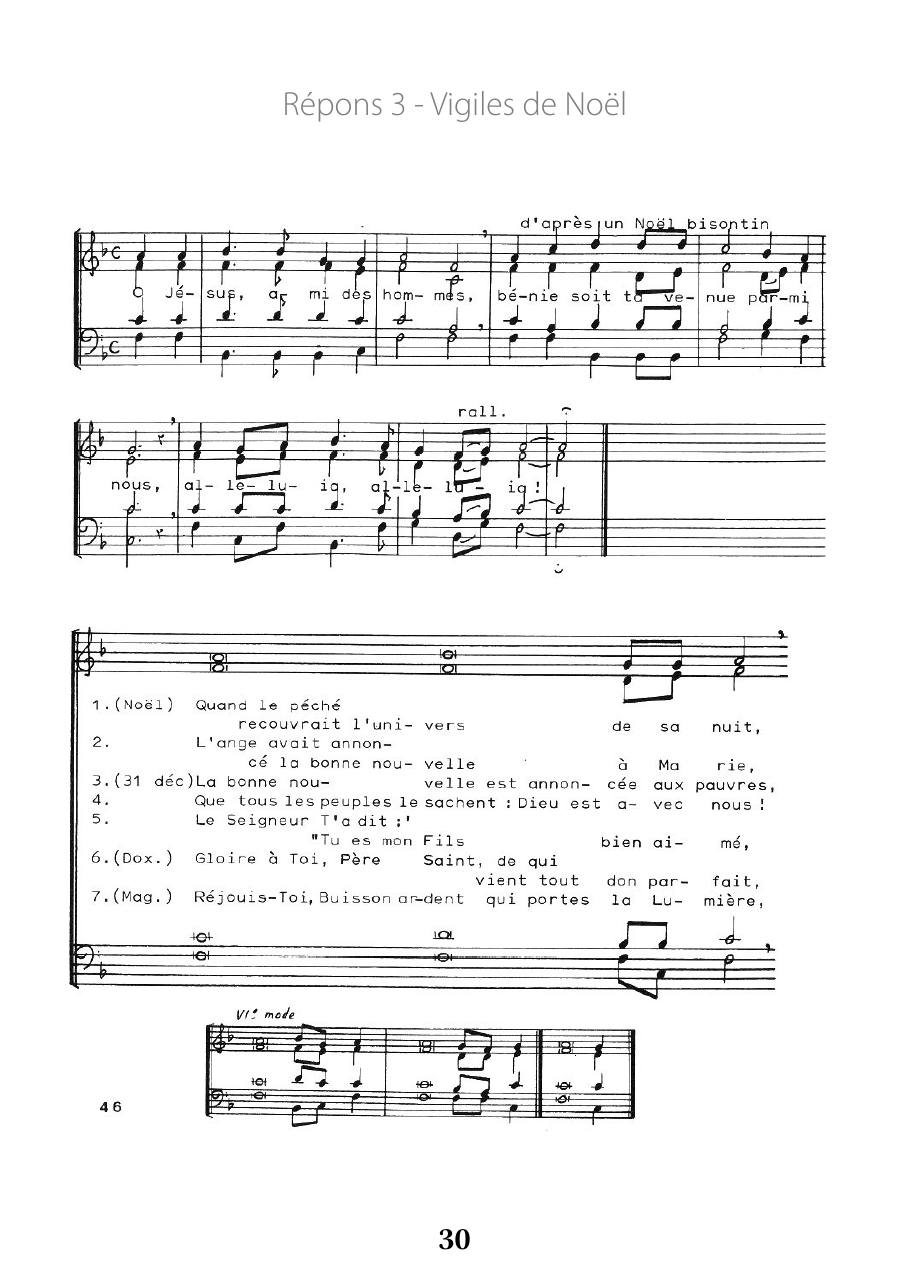 Répons 3 - Vigiles de Noël
d'après un Noël bisontin
O Jé- sus, a- mi des hom- mes, bé-nie soit ta ve- nue par-mi
rall.
nous, al- le- lu- ia, al-le- lu - ia !
1.(Noël) Quand le péché
recouvrait l'uni- vers de sa nuit,
2. L'ange avait annon-
cé la bonne nou- velle à Ma rie,
3.(31 déc)La bonne nou- velle est annon- cée aux pauvres,
4. Que tous les peuples le sachent : Dieu est a- vec nous !
5. Le Seigneur T'a dit :'
"Tu es mon Fils bien ai- mé,
6.(Dox.) Gloire à Toi, Père Saint, de qui
vient tout don par- fait,
7.(Mag.) Réjouis-Toi, Buisson ar-dent qui portes la Lu- mière,
VIe mode
46
30